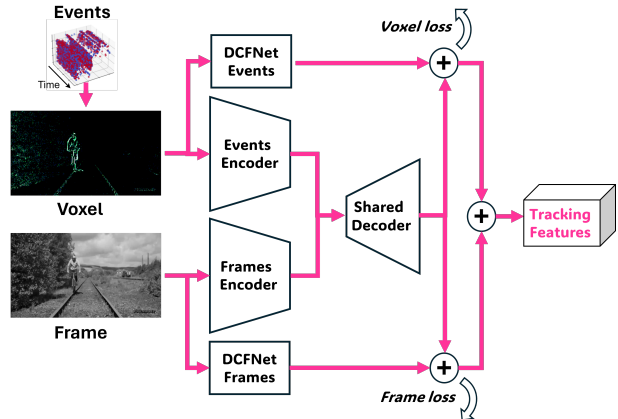 Events
Time
Voxel
Frame
DCFNet
Events
Events
Encoder
Frames
Encoder
DCFNet
Frames
Shared
Decoder
Voxel loss
+
+
+
Frame loss
Tracking
Features